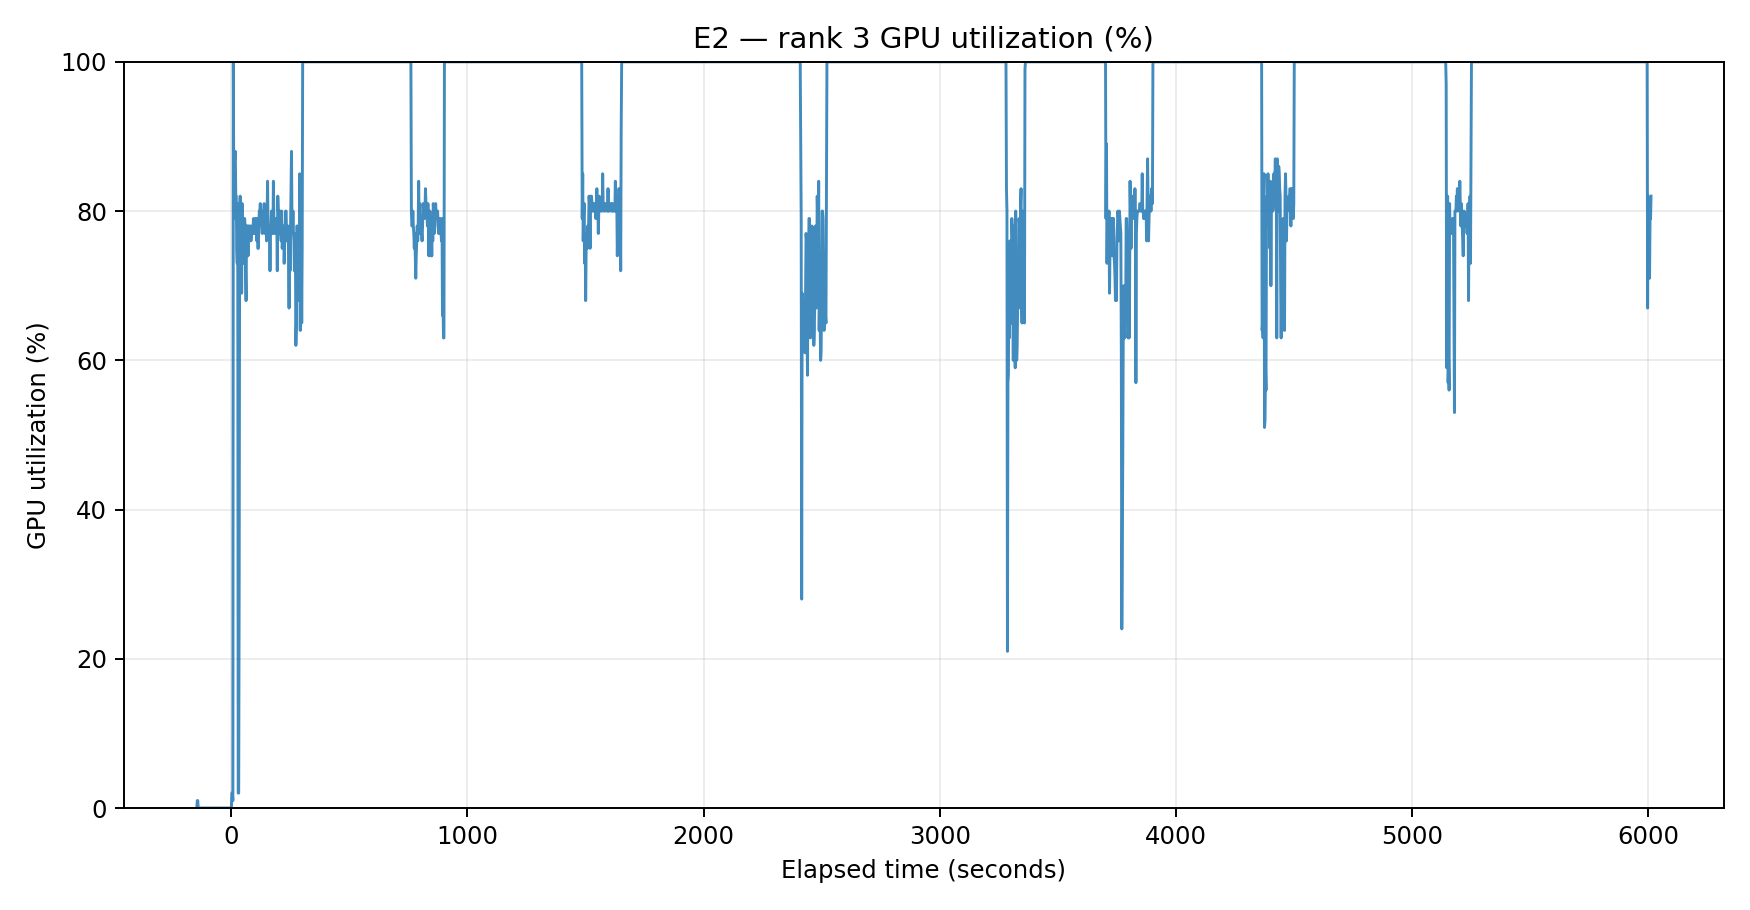 E2 — rank 3 GPU utilization (%)
GPU utilization (%)
100
80
60
40
20
0
0 1000 2000 3000 4000 5000 6000
Elapsed time (seconds)